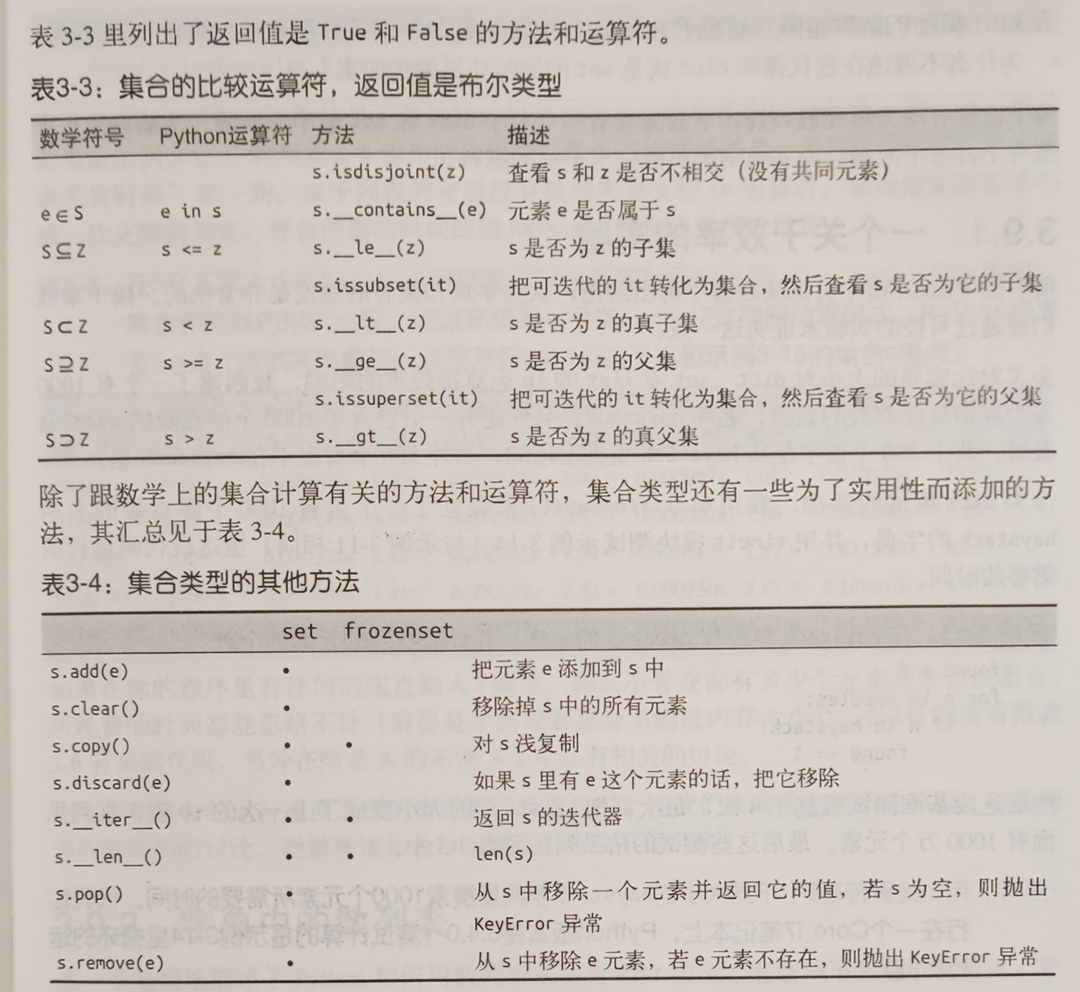 表 3-3 里列出了返回值是 True 和 False 的方法和运算符。
表3-3：集合的比较运算符，返回值是布尔类型
数学符号 Python运算符 方法 描述
s.isdisjoint(z) 查看 s 和 z 是否不相交（没有共同元素）
e∈S e in s s.__contains__(e) 元素 e 是否属于 s
S⊆Z s <= z s.__le__(z) s 是否为 z 的子集
s.issubset(it) 把可迭代的 it 转化为集合，然后查看 s 是否为它的子集
S⊂Z s < z s.__lt__(z) s 是否为 z 的真子集
S⊇Z s >= z s.__ge__(z) s 是否为 z 的父集
s.issuperset(it) 把可迭代的 it 转化为集合，然后查看 s 是否为它的父集
S⊃Z s > z s.__gt__(z) s 是否为 z 的真父集
除了跟数学上的集合计算有关的方法和运算符，集合类型还有一些为了实用性而添加的方
法，其汇总见于表 3-4。
表3-4：集合类型的其他方法
set frozenset
s.add(e) • 把元素 e 添加到 s 中
s.clear() • 移除掉 s 中的所有元素
s.copy() • • 对 s 浅复制
s.discard(e) • 如果 s 里有 e 这个元素的话，把它移除
s.__iter__() • • 返回 s 的迭代器
s.__len__() • • len(s)
s.pop() • 从 s 中移除一个元素并返回它的值，若 s 为空，则抛出
KeyError 异常
s.remove(e) • 从 s 中移除 e 元素，若 e 元素不存在，则抛出 KeyError 异常